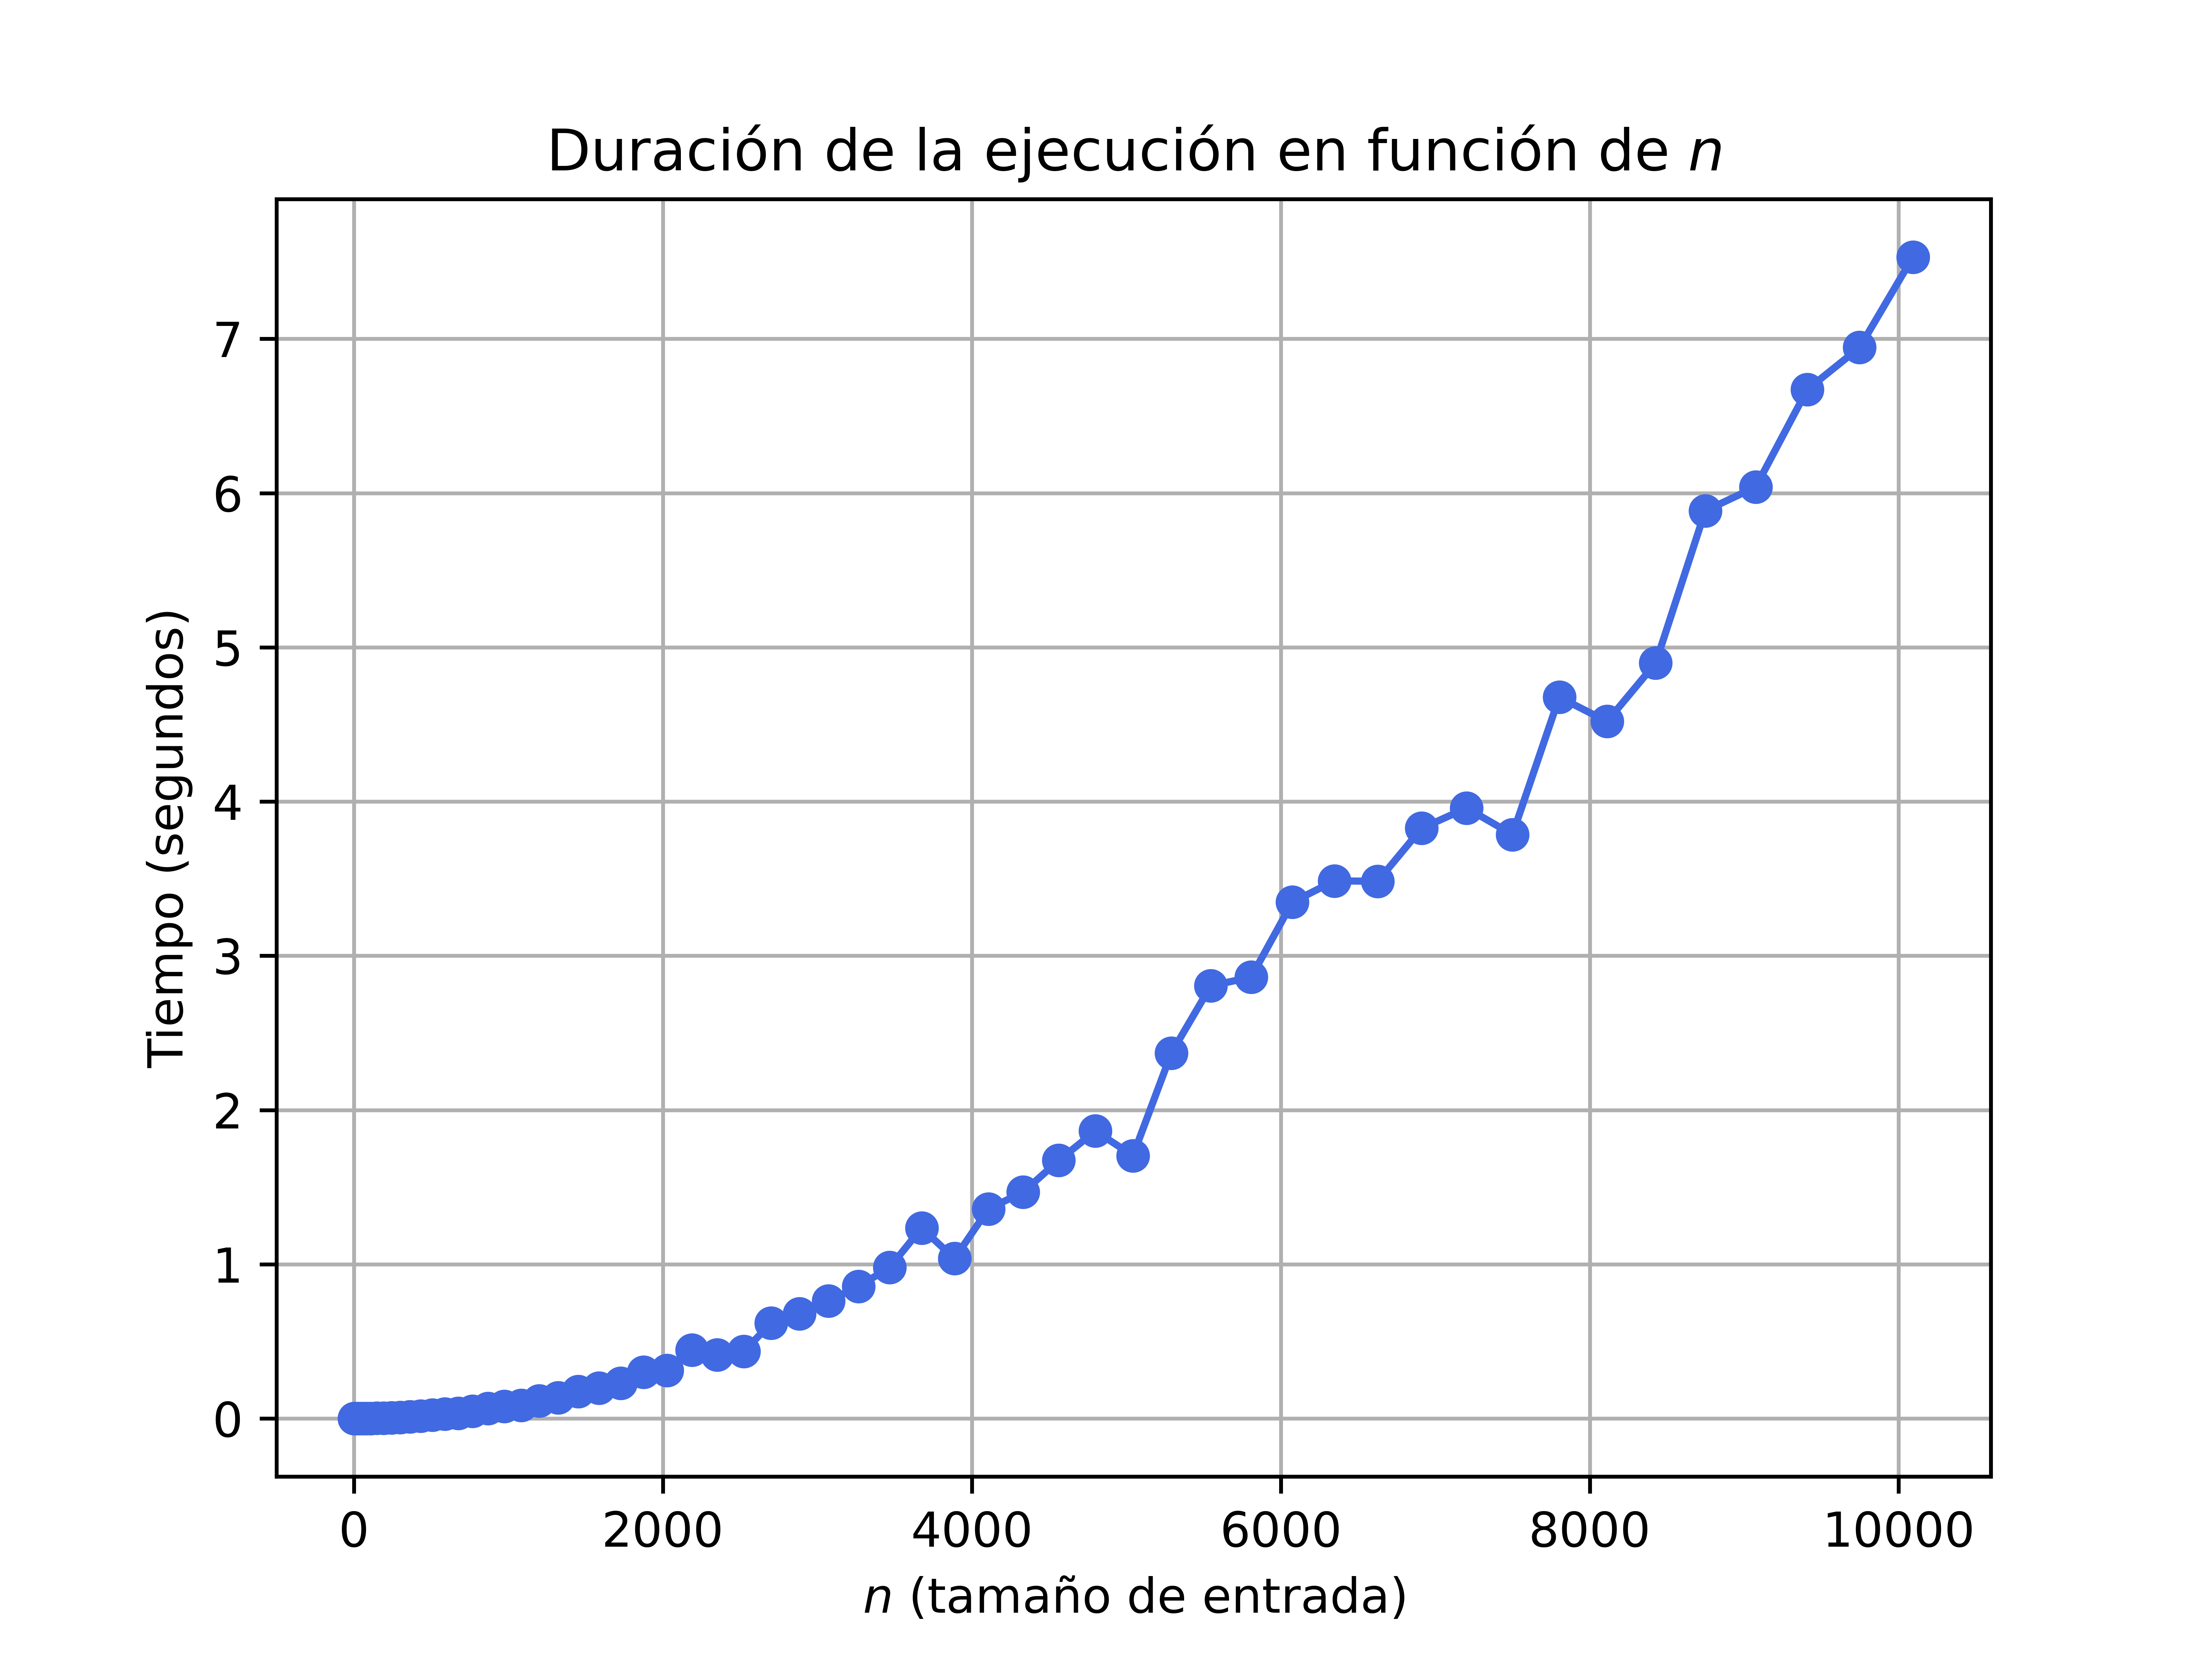 Duración de la ejecución en función de n
Tiempo (segundos)
7
6
5
4
3
2
1
0
0 2000 4000 6000 8000 10000
n (tamaño de entrada)